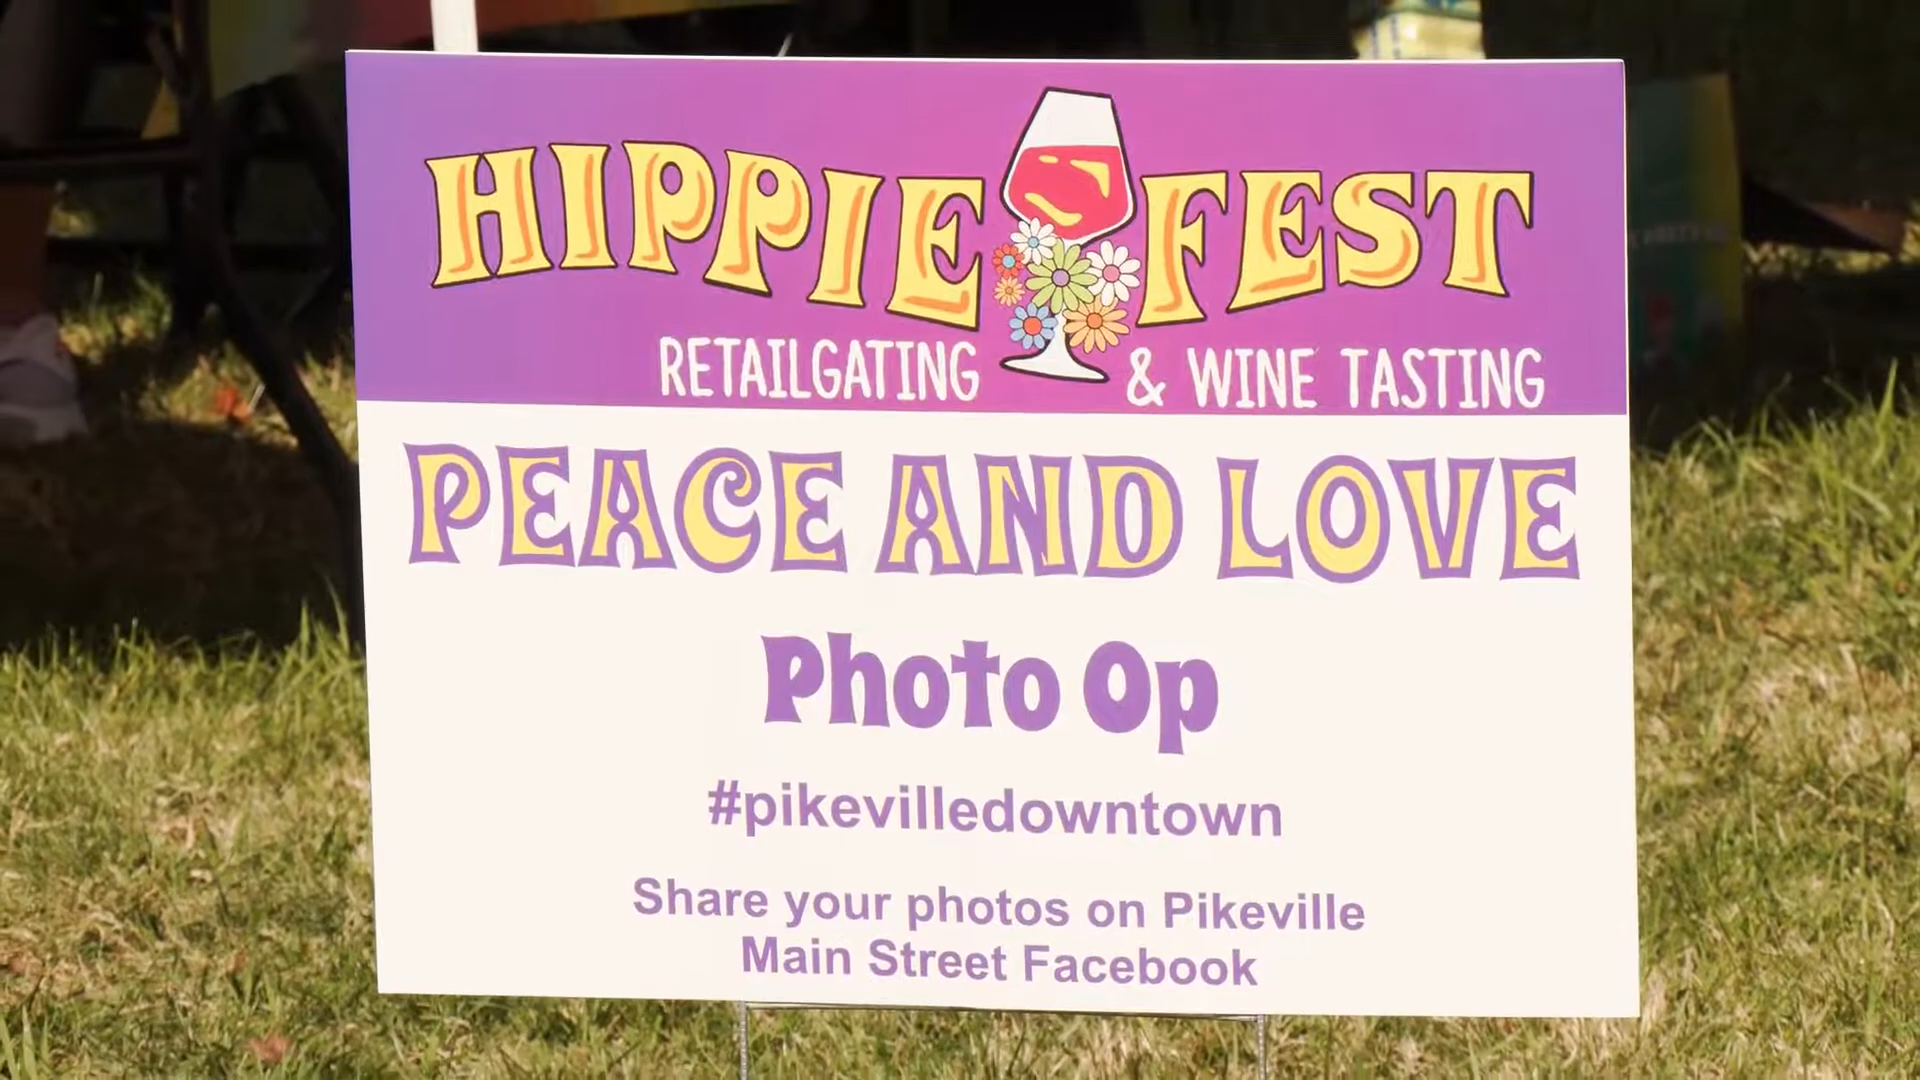 HIPPIE FEST
RETAILGATING & WINE TASTING
PEACE AND LOVE
Photo Op
#pikevilledowntown
Share your photos on Pikeville
Main Street Facebook